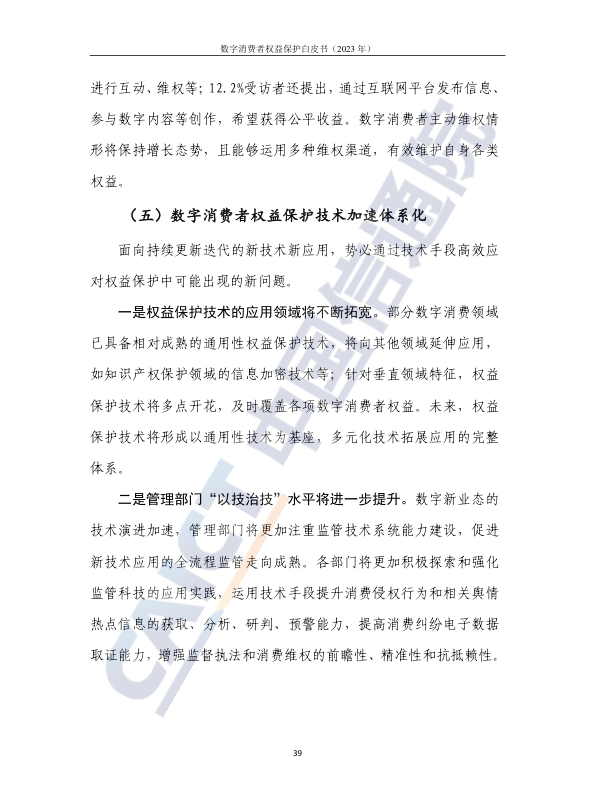 数字消费者权益保护白皮书（2023 年）
进行互动、维权等；12.2%受访者还提出，通过互联网平台发布信息、
参与数字内容等创作，希望获得公平收益。数字消费者主动维权情
形将保持增长态势，且能够运用多种维权渠道，有效维护自身各类
权益。
（五）数字消费者权益保护技术加速体系化
面向持续更新迭代的新技术新应用，势必通过技术手段高效应
对权益保护中可能出现的新问题。
一是权益保护技术的应用领域将不断拓宽。部分数字消费领域
已具备相对成熟的通用性权益保护技术，将向其他领域延伸应用，
如知识产权保护领域的信息加密技术等；针对垂直领域特征，权益
保护技术将多点开花，及时覆盖各项数字消费者权益。未来，权益
保护技术将形成以通用性技术为基座，多元化技术拓展应用的完整
体系。
二是管理部门“以技治技”水平将进一步提升。数字新业态的
技术演进加速，管理部门将更加注重监管技术系统能力建设，促进
新技术应用的全流程监管走向成熟。各部门将更加积极探索和强化
监管科技的应用实践，运用技术手段提升消费侵权行为和相关舆情
热点信息的获取、分析、研判、预警能力，提高消费纠纷电子数据
取证能力，增强监督执法和消费维权的前瞻性、精准性和抗抵赖性。
CAICT 中国信通院
39